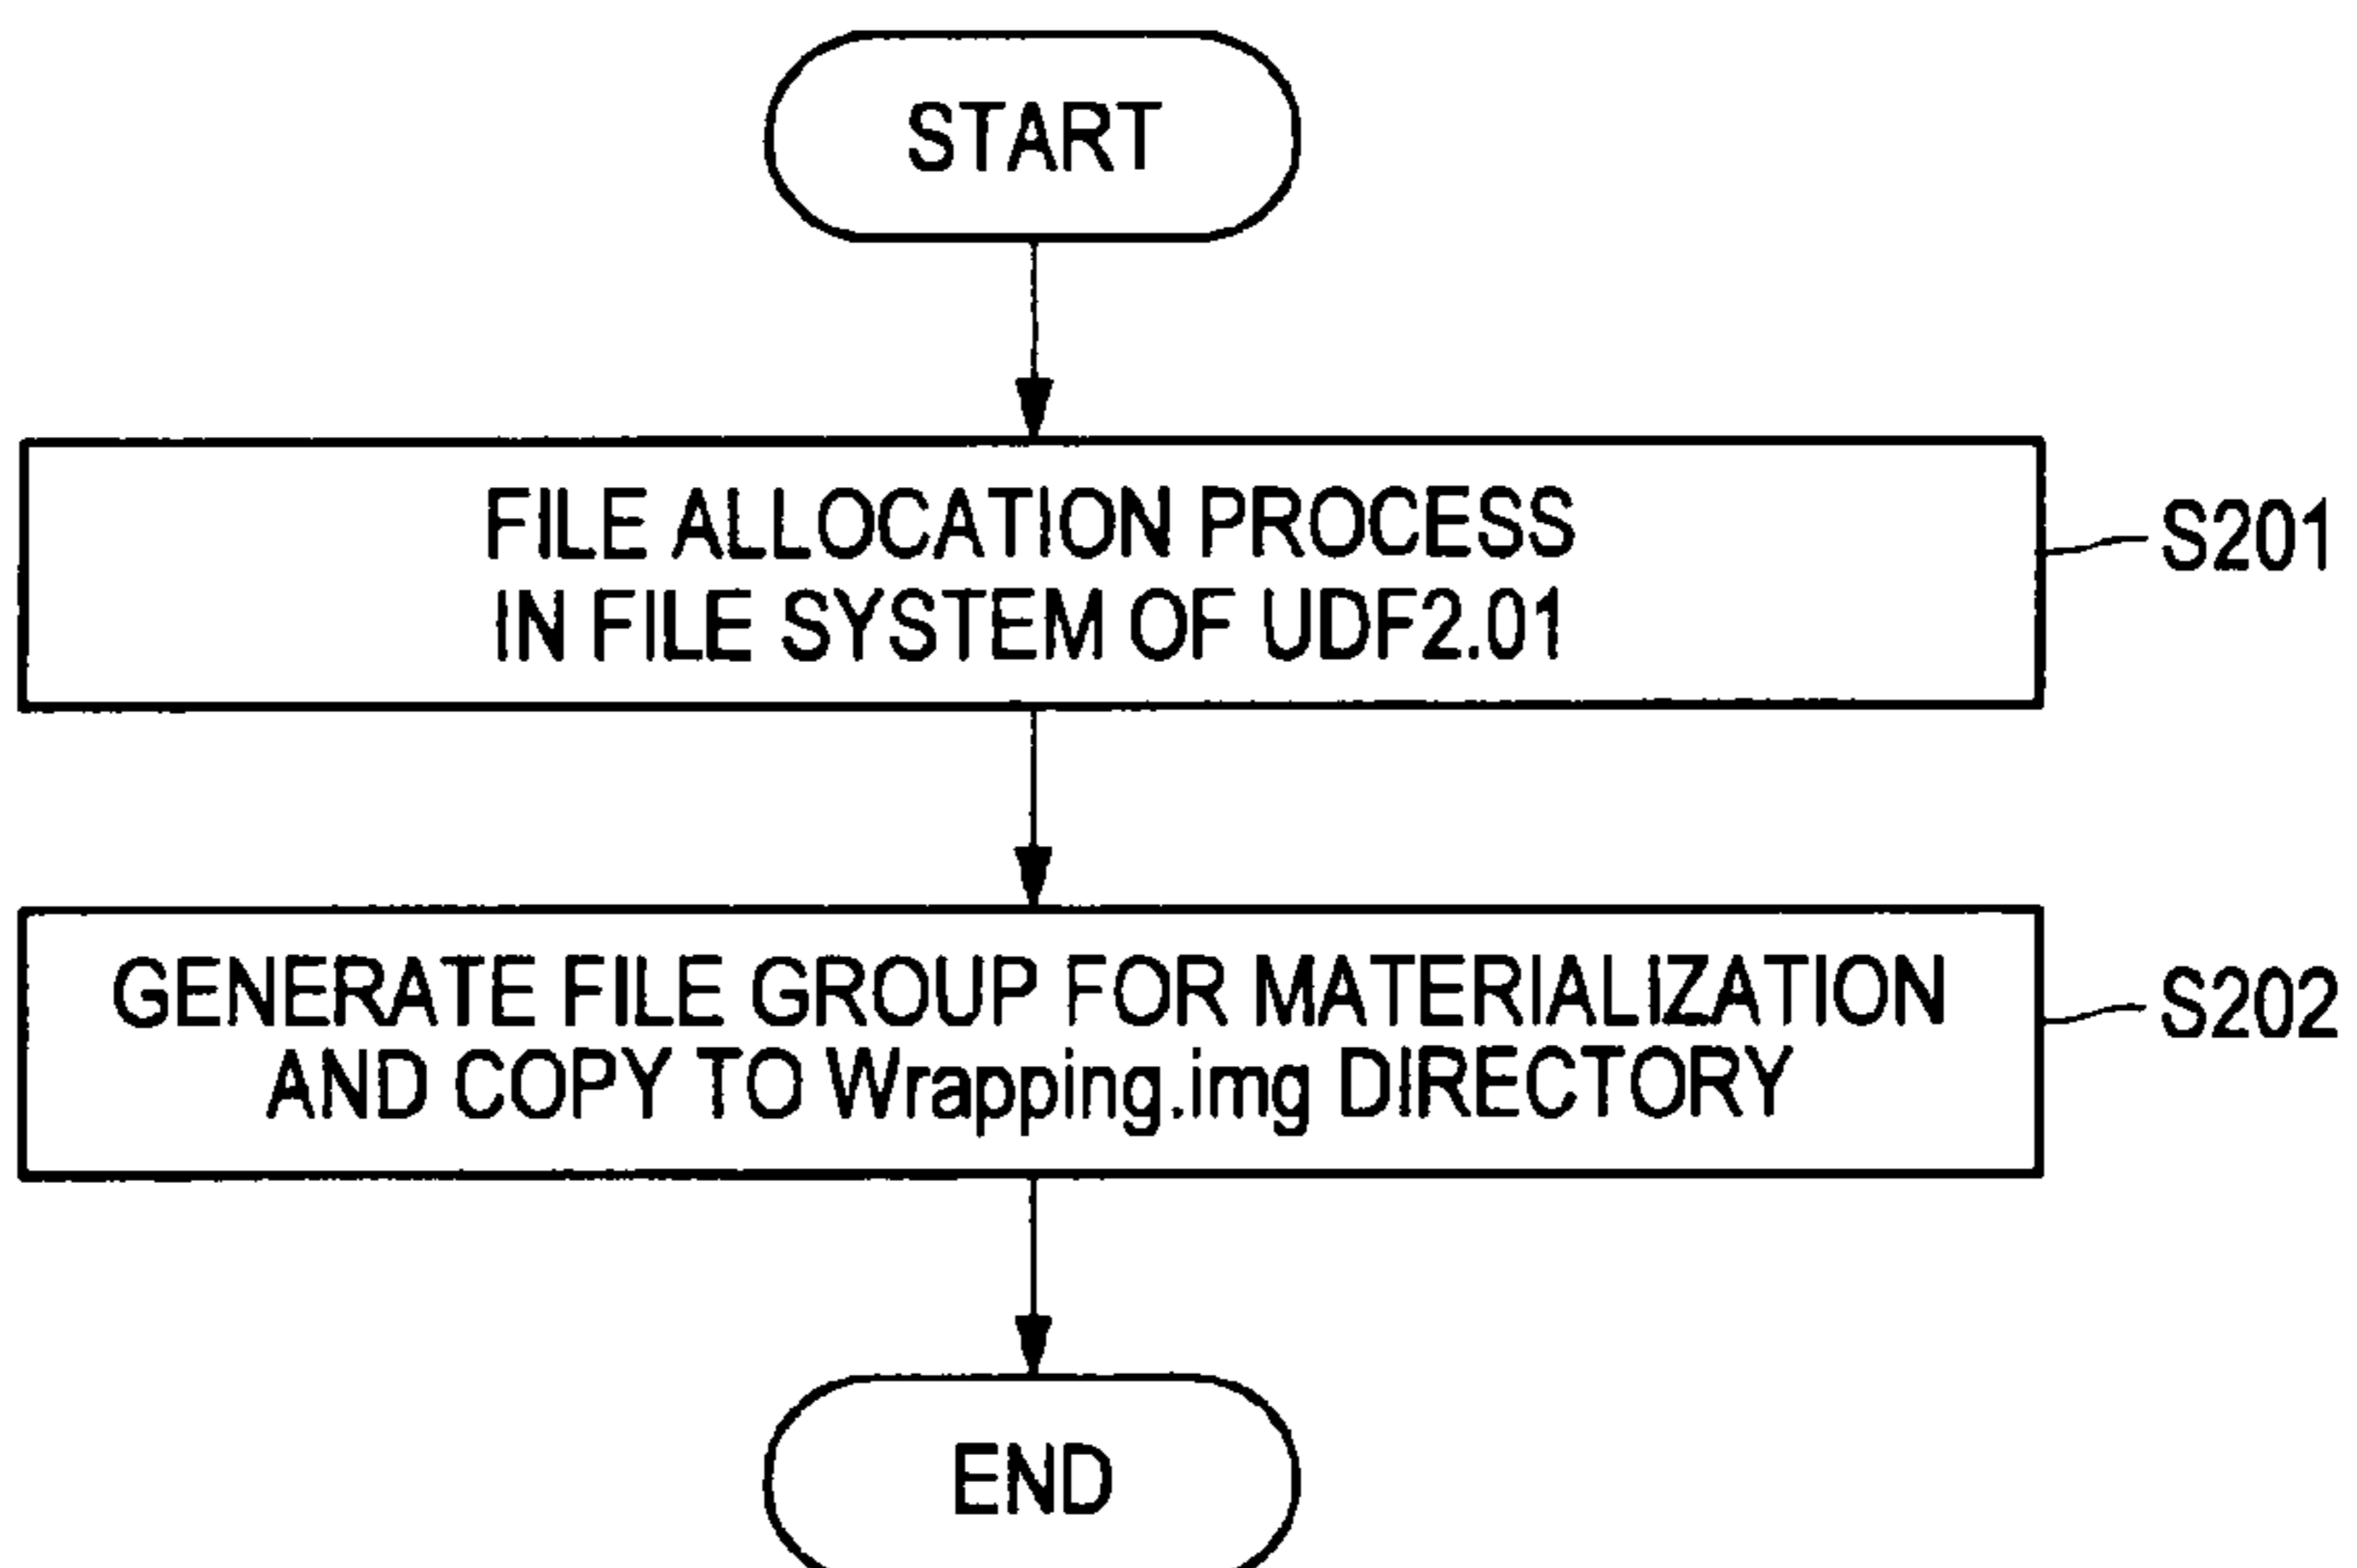 START
FILE ALLOCATION PROCESS
IN FILE SYSTEM OF UDF2.01
S201
GENERATE FILE GROUP FOR MATERIALIZATION
AND COPY TO Wrapping.img DIRECTORY
S202
END